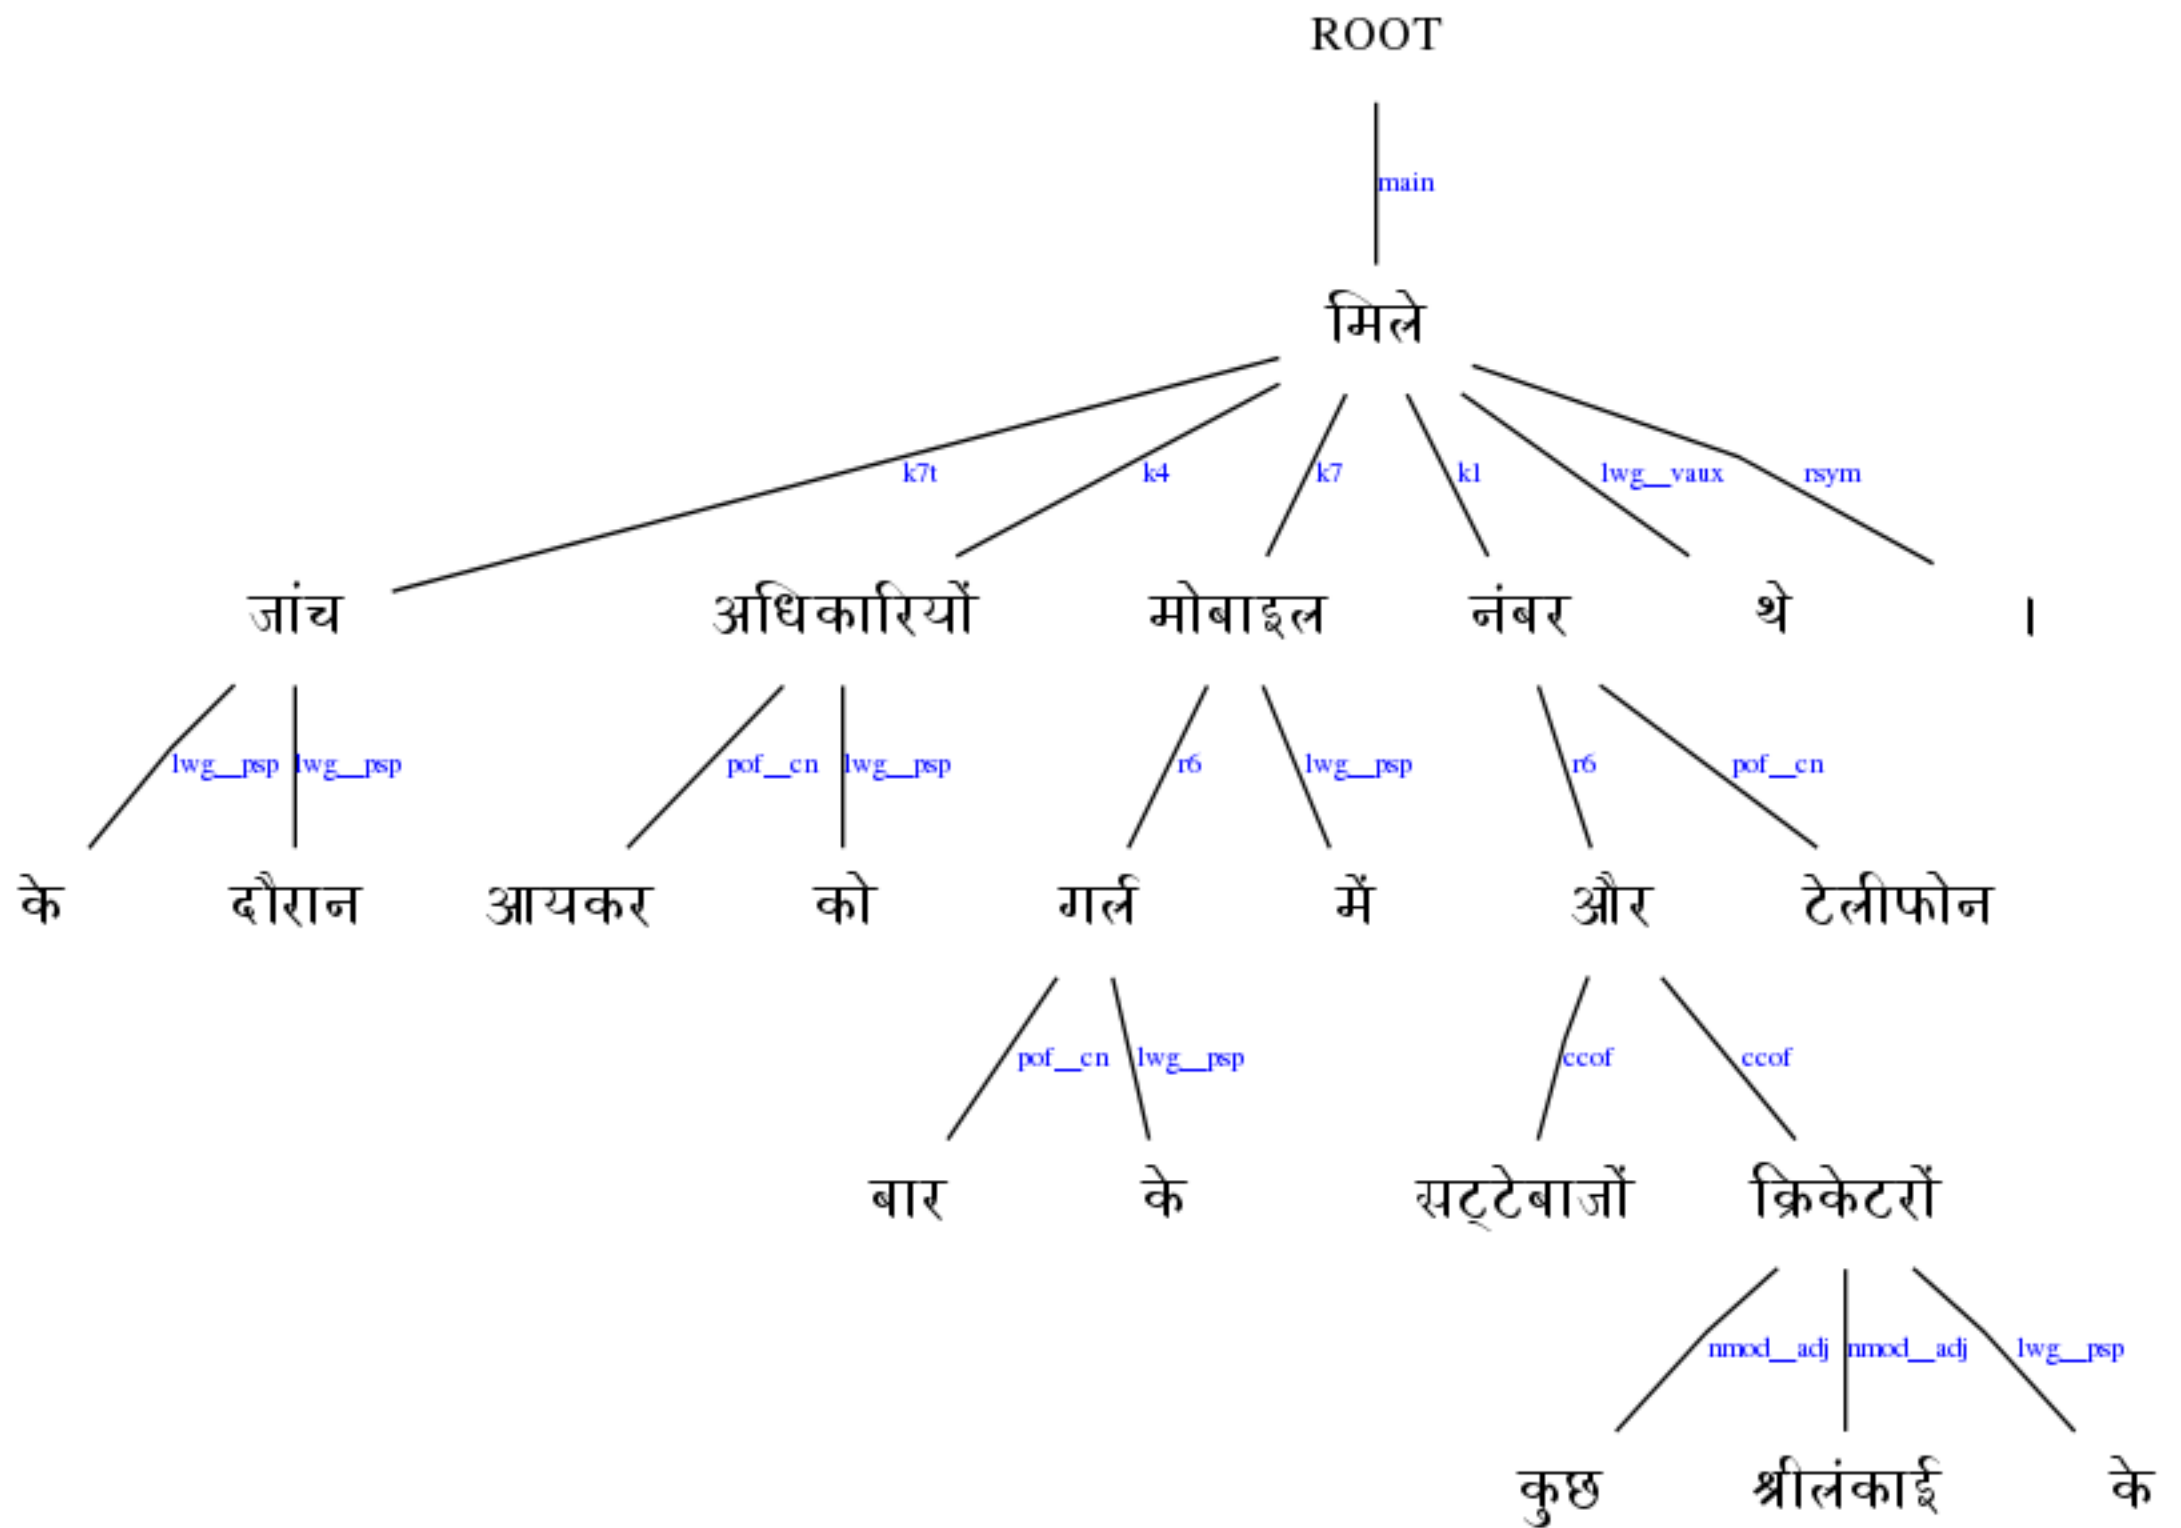 ROOT
main
मिले
k7t k4 k7 k1 lwg__vaux rsym
जांच अधिकारियों मोबाइल नंबर थे ।
lwg__psp lwg__psp pof__cn lwg__psp r6 lwg__psp r6 pof__cn
के दौरान आयकर को गर्ल में और टेलीफोन
pof__cn lwg__psp ccof ccof
बार के सट्टेबाजों क्रिकेटरों
nmod__adj nmod__adj lwg__psp
कुछ श्रीलंकाई के